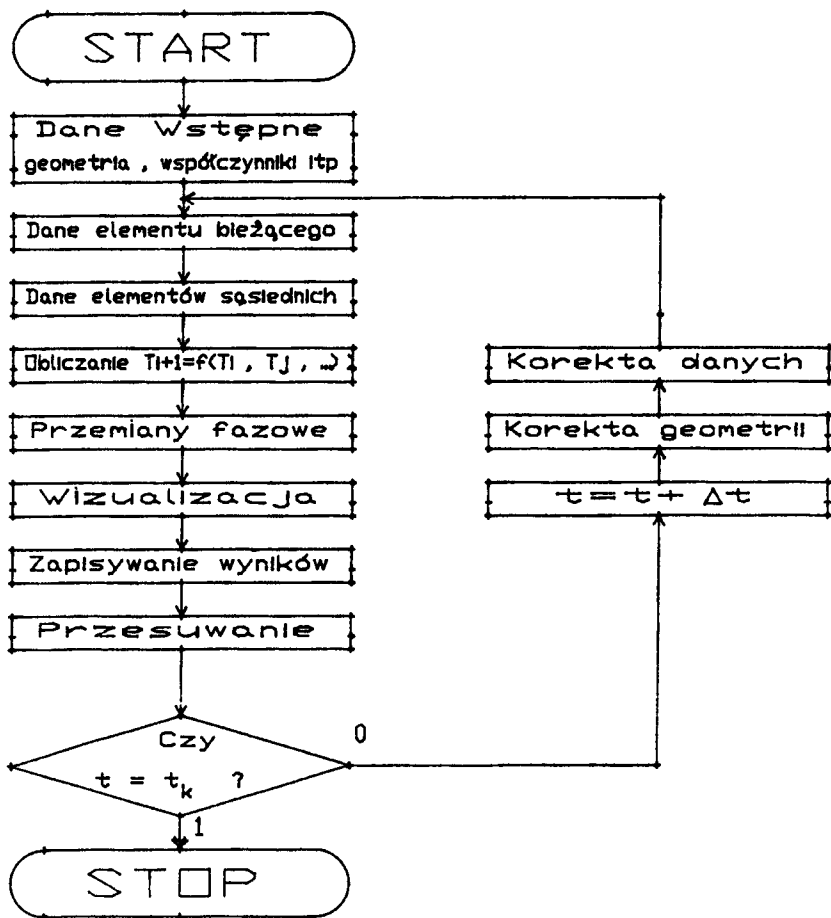 START
Dane Wstępne
geometria , współczynniki itp
Dane elementu bieżącego
Dane elementów sąsiednich
Obliczanie Ti+1=f(Ti , Tj , ...)
Przemiany fazowe
Wizualizacja
Zapisywanie wyników
Przesuwanie
Czy
t = tₖ ?
1
STOP
0
t=t+ Δt
Korekta geometrii
Korekta danych